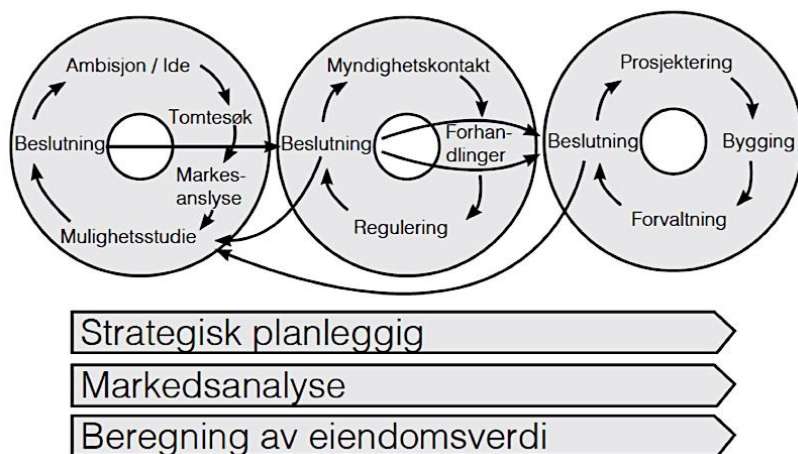 Ambisjon / Ide
Tomtesøk
Beslutning
Markes-
analyse
Mulighetsstudie
Myndighetskontakt
Beslutning
Forhan-
dlinger
Regulering
Prosjektering
Beslutning
Bygging
Forvaltning
Strategisk planleggig
Markedsanalyse
Beregning av eiendomsverdi